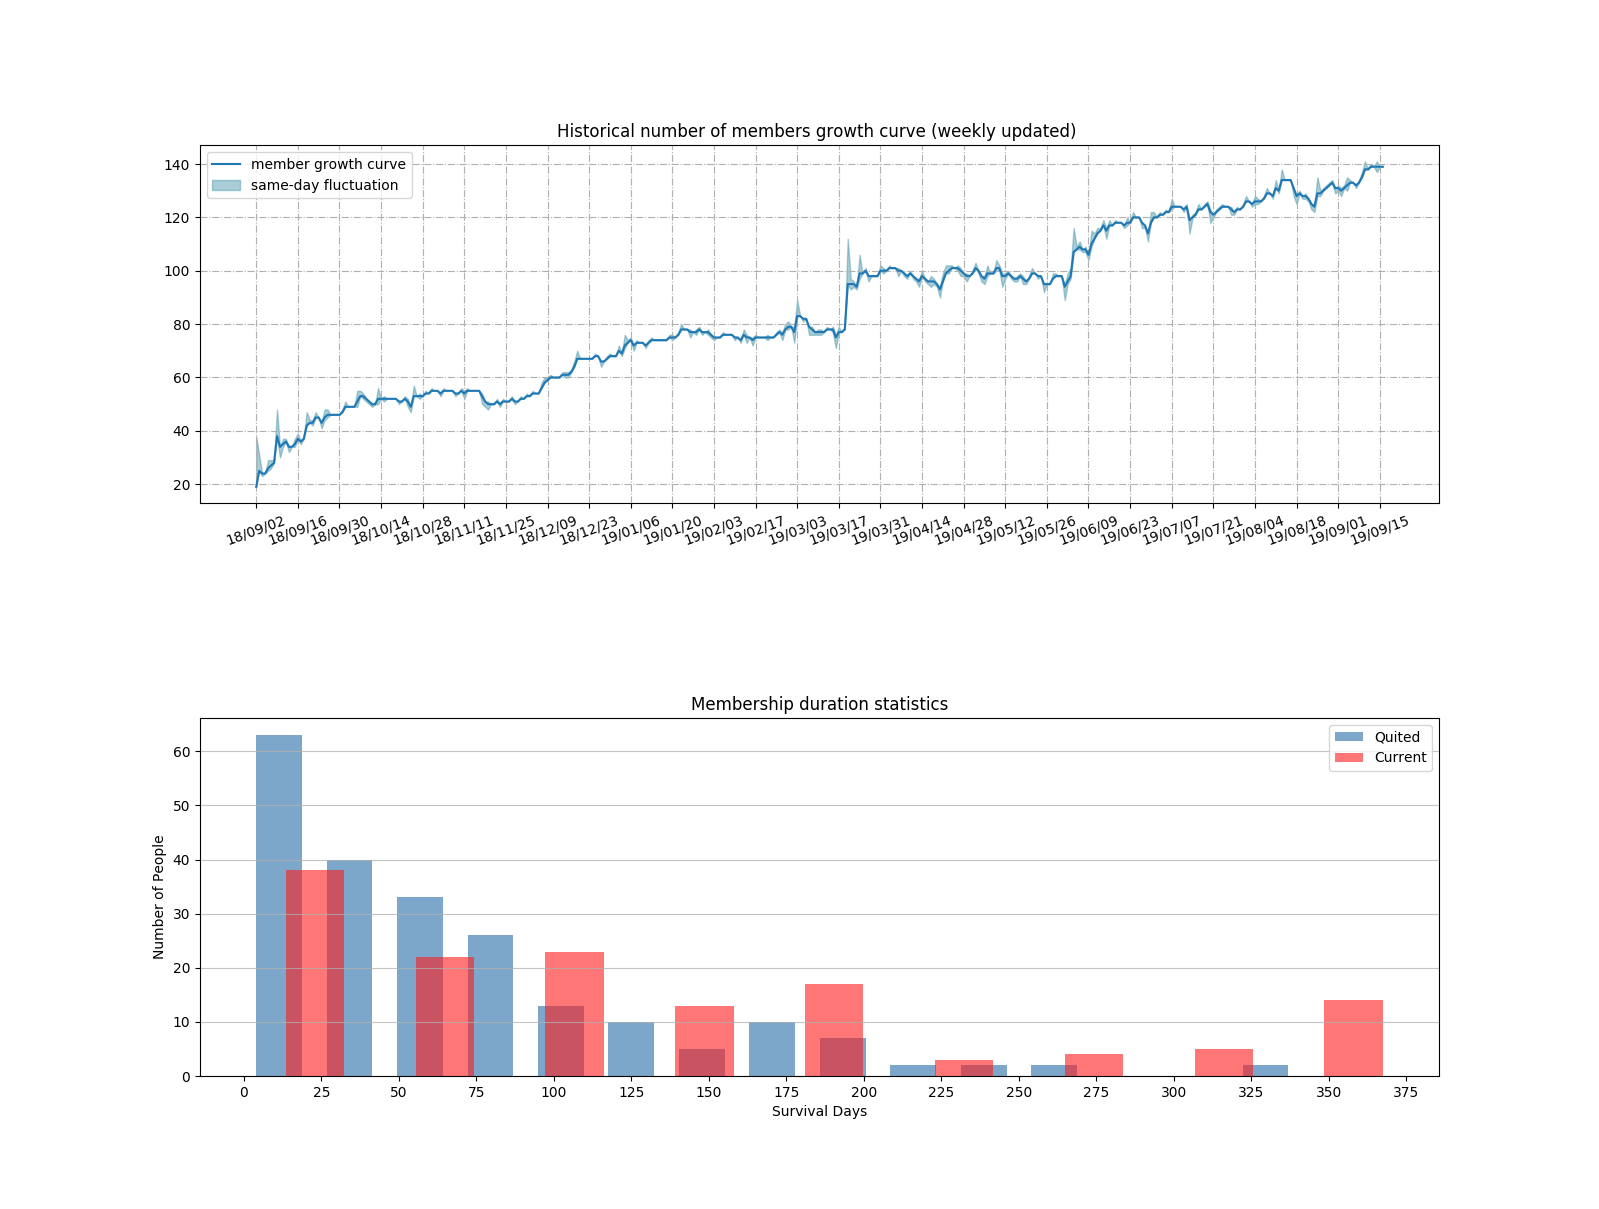 Historical number of members growth curve (weekly updated)
member growth curve
same-day fluctuation
140
120
100
80
60
40
20
18/09/02 18/09/16 18/09/30 18/10/14 18/10/28 18/11/11 18/11/25 18/12/09 18/12/23 19/01/06 19/01/20 19/02/03 19/02/17 19/03/03 19/03/17 19/03/31 19/04/14 19/04/28 19/05/12 19/05/26 19/06/09 19/06/23 19/07/07 19/07/21 19/08/04 19/08/18 19/09/01 19/09/15
Membership duration statistics
Quited
Current
Number of People
60
50
40
30
20
10
0
0 25 50 75 100 125 150 175 200 225 250 275 300 325 350 375
Survival Days